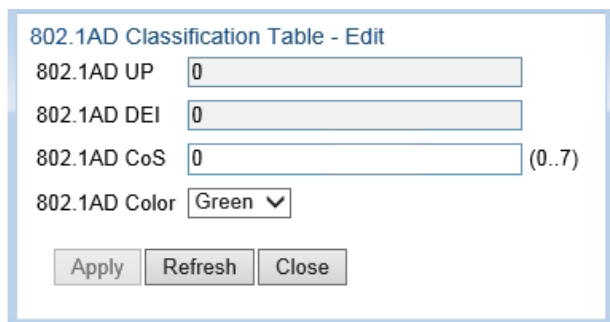 802.1AD Classification Table - Edit
802.1AD UP 0
802.1AD DEI 0
802.1AD CoS 0 (0..7)
802.1AD Color Green
Apply Refresh Close